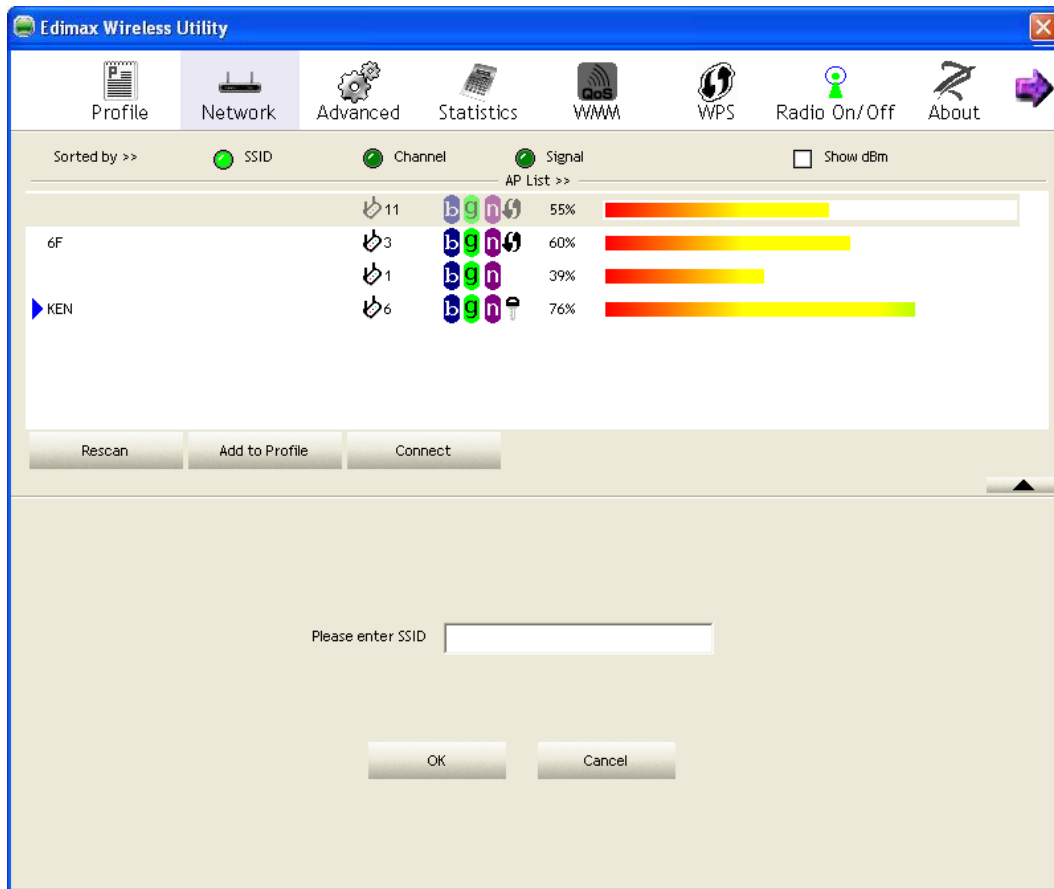 Edimax Wireless Utility
Profile Network Advanced Statistics WMM WPS Radio On/Off About
QoS
Sorted by >> SSID Channel Signal Show dBm
AP List >>
11 b g n 55%
6F 3 b g n 60%
1 b g n 39%
KEN 6 b g n 76%
Rescan Add to Profile Connect
Please enter SSID
OK Cancel